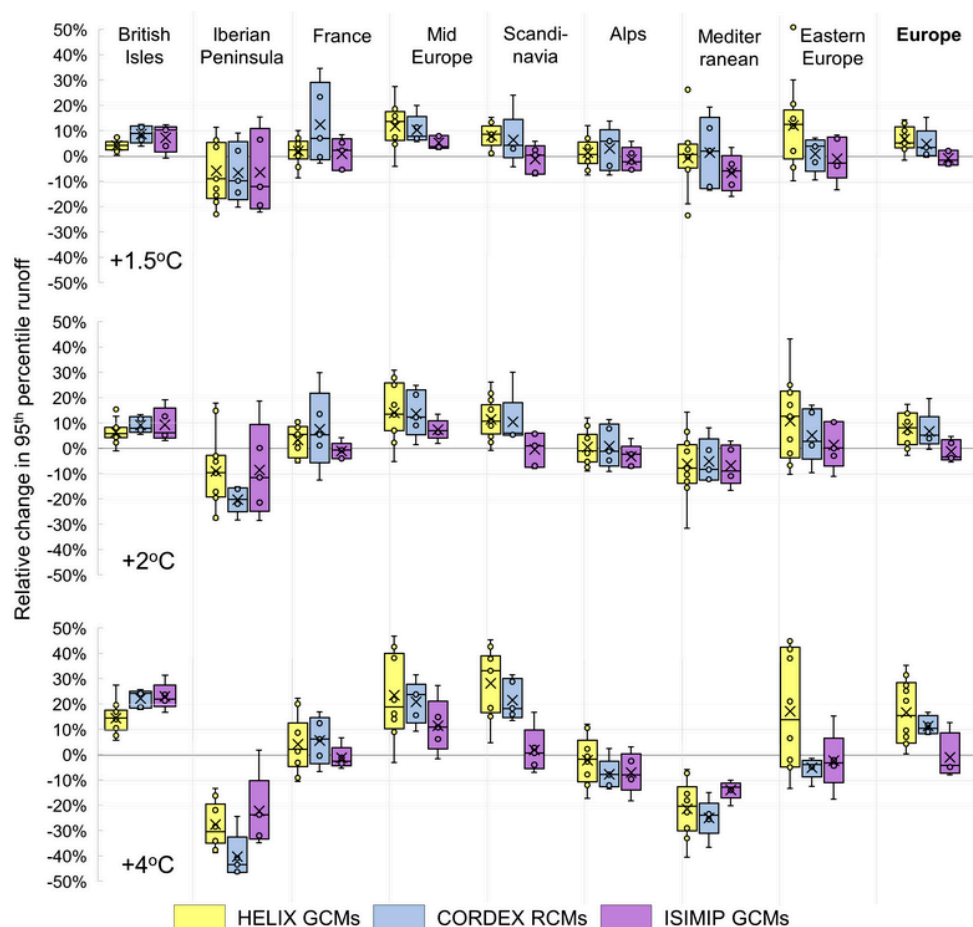 British Isles
Iberian Peninsula
France
Mid Europe
Scandi-navia
Alps
Mediter ranean
Eastern Europe
Europe
Relative change in 95th percentile runoff
50%
40%
30%
20%
10%
0%
-10%
-20%
-30%
-40%
-50%
+1.5°C
50%
40%
30%
20%
10%
0%
-10%
-20%
-30%
-40%
-50%
+2°C
50%
40%
30%
20%
10%
0%
-10%
-20%
-30%
-40%
-50%
+4°C
HELIX GCMs
CORDEX RCMs
ISIMIP GCMs